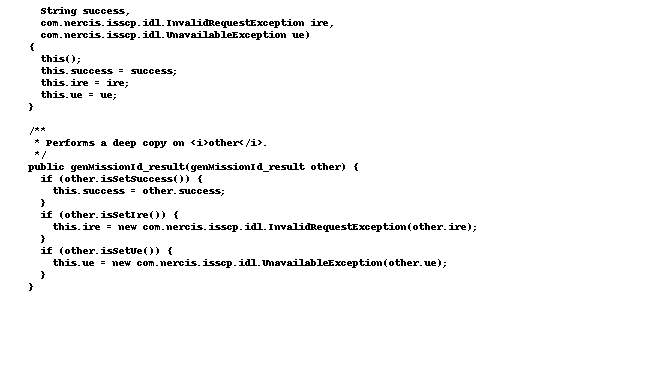 String success,
com.nercis.isscp.idl.InvalidRequestException ire,
com.nercis.isscp.idl.UnavailableException ue)
{
this();
this.success = success;
this.ire = ire;
this.ue = ue;
}
/**
* Performs a deep copy on <i>other</i>.
*/
public genMissionId_result(genMissionId_result other) {
if (other.isSetSuccess()) {
this.success = other.success;
}
if (other.isSetIre()) {
this.ire = new com.nercis.isscp.idl.InvalidRequestException(other.ire);
}
if (other.isSetUe()) {
this.ue = new com.nercis.isscp.idl.UnavailableException(other.ue);
}
}